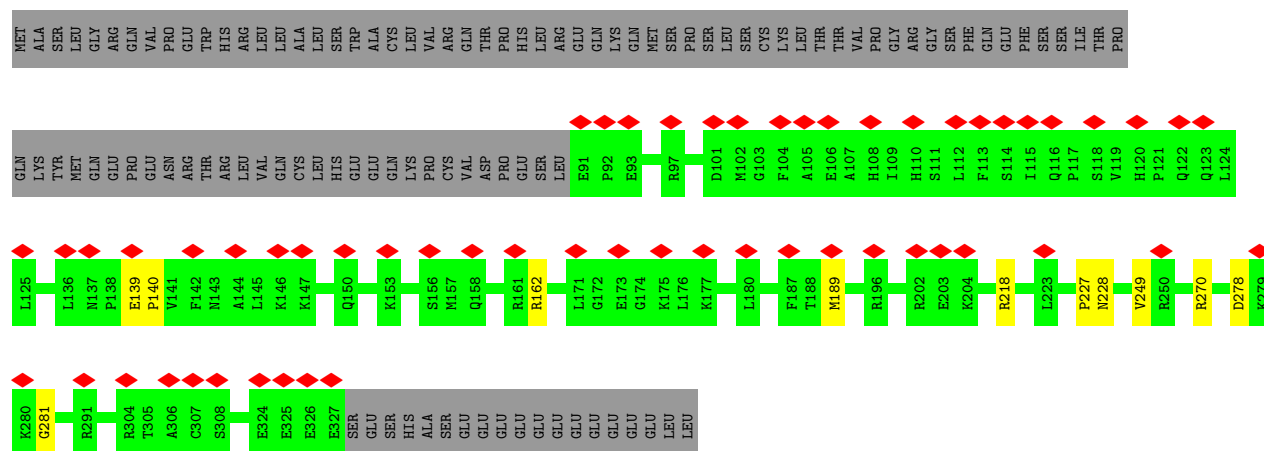 MET ALA SER LEU GLY ARG GLN VAL PRO GLU TRP HIS ARG LEU LEU ALA LEU SER TRP ALA CYS LEU VAL ARG GLN THR PRO HIS LEU ARG GLU GLN LYS GLN MET SER PRO SER LEU SER CYS LYS LEU THR THR VAL PRO GLY ARG GLY SER PHE GLN GLU PHE SER SER ILE THR PRO
GLN LYS TYR MET GLN GLU PRO GLU ASN ARG THR ARG LEU VAL GLN CYS LEU HIS GLU GLU GLN LYS PRO CYS VAL ASP PRO GLU SER LEU E91 P92 E93 R97 D101 M102 G103 F104 A105 E106 A107 H108 I109 H110 S111 L112 F113 S114 I115 Q116 P117 S118 V119 H120 P121 Q122 Q123 L124
L125 L136 N137 P138 E139 P140 V141 F142 N143 A144 L145 K146 K147 Q150 K153 S156 M157 Q158 R161 R162 L171 G172 E173 G174 K175 L176 K177 L180 F187 T188 M189 R196 R202 E203 K204 R218 L223 P227 N228 V249 R250 R270 D278 K279
K280 G281 R291 R304 T305 A306 C307 S308 E324 E325 E326 E327 SER GLU SER HIS ALA SER GLU GLU GLU GLU GLU GLU GLU GLU GLU GLU GLU LEU LEU